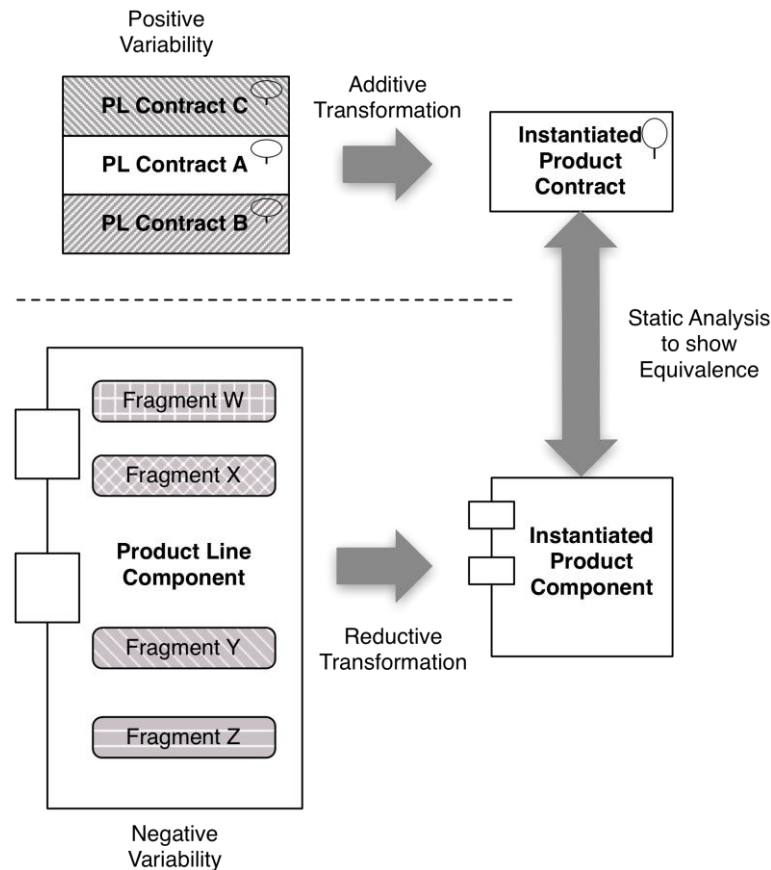 Positive
Variability
PL Contract C
PL Contract A
PL Contract B
Additive
Transformation
Instantiated
Product
Contract
Static Analysis
to show
Equivalence
Fragment W
Fragment X
Product Line
Component
Fragment Y
Fragment Z
Negative
Variability
Reductive
Transformation
Instantiated
Product
Component